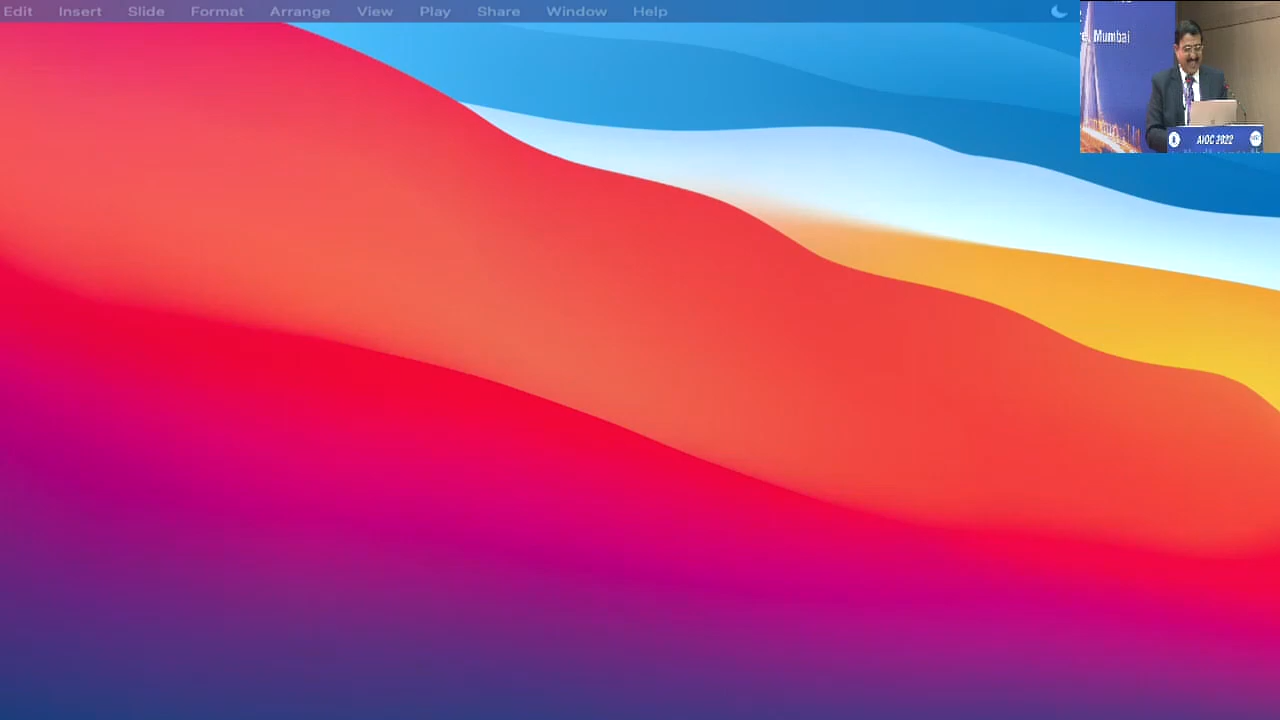 Edit Insert Slide Format Arrange View Play Share Window Help
Mumbai
AIOC 2022